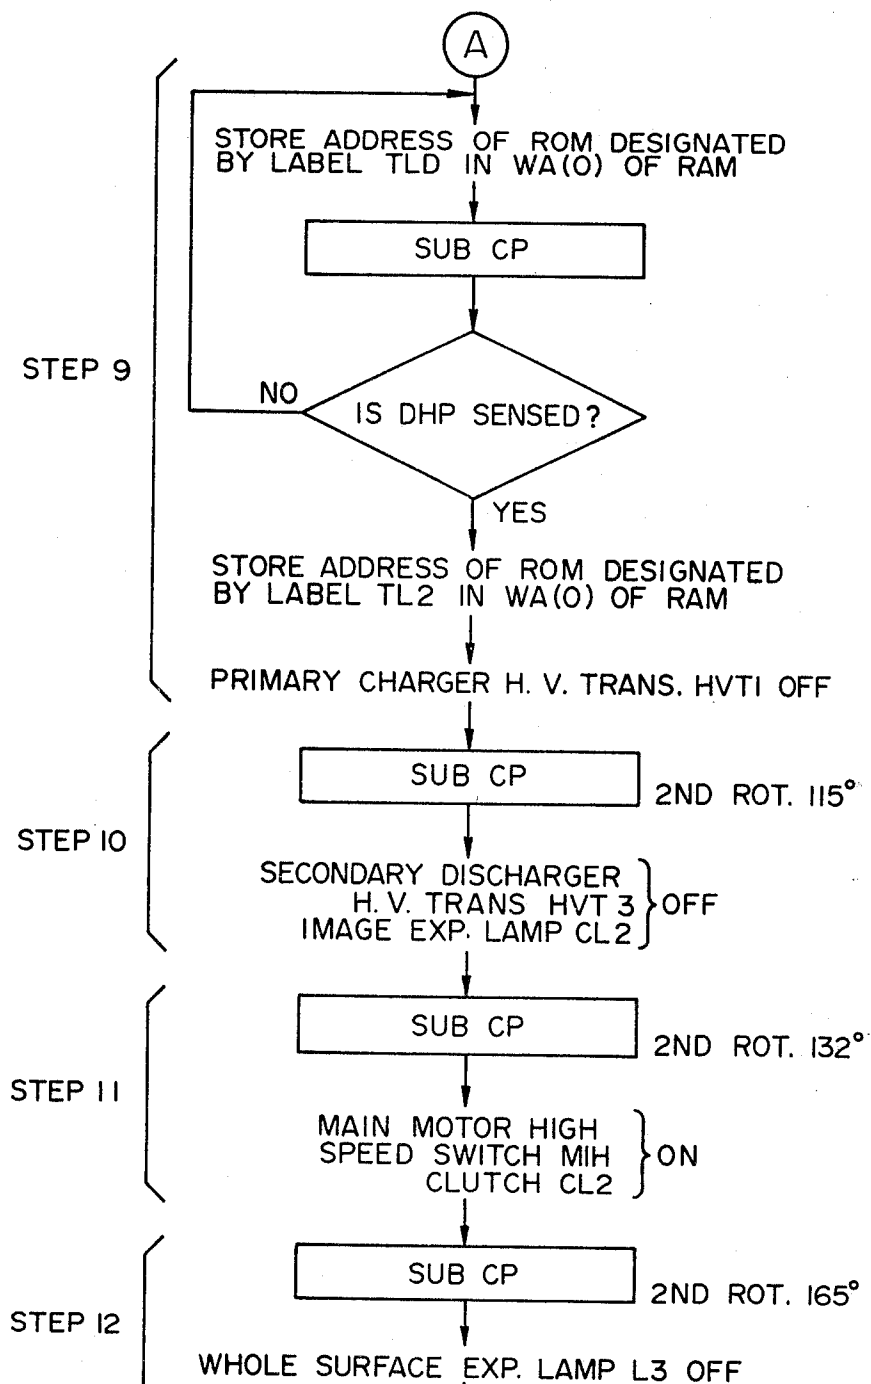 A
STORE ADDRESS OF ROM DESIGNATED
BY LABEL TLD IN WA(O) OF RAM
SUB CP
STEP 9
NO
IS DHP SENSED?
YES
STORE ADDRESS OF ROM DESIGNATED
BY LABEL TL2 IN WA(O) OF RAM
PRIMARY CHARGER H. V. TRANS. HVT1 OFF
SUB CP
2ND ROT. 115°
STEP 10
SECONDARY DISCHARGER
H. V. TRANS HVT 3
OFF
IMAGE EXP. LAMP CL2
SUB CP
2ND ROT. 132°
STEP 11
MAIN MOTOR HIGH
SPEED SWITCH MIH
ON
CLUTCH CL2
SUB CP
2ND ROT. 165°
STEP 12
WHOLE SURFACE EXP. LAMP L3 OFF